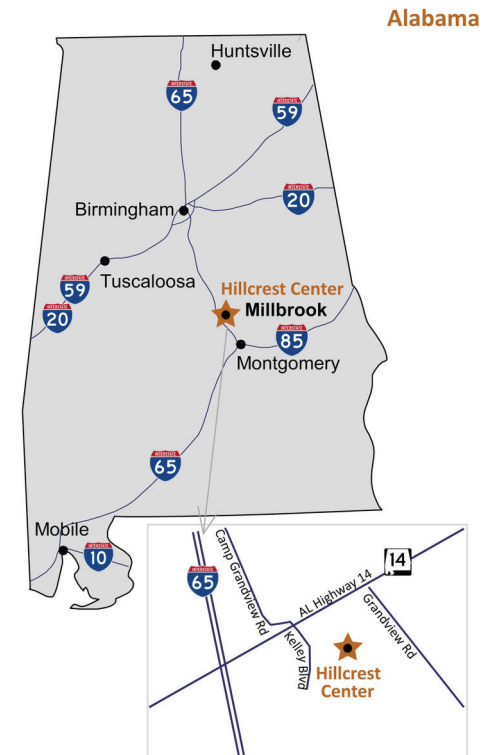 Alabama
Huntsville
INTERSTATE
65
INTERSTATE
59
INTERSTATE
20
Birmingham
Tuscaloosa
INTERSTATE
59
INTERSTATE
20
Hillcrest Center
Millbrook
INTERSTATE
85
Montgomery
INTERSTATE
65
Mobile
INTERSTATE
10
INTERSTATE
65
Camp Grandview Rd
AL Highway 14
14
Grandview Rd
Kelley Blvd
Hillcrest
Center